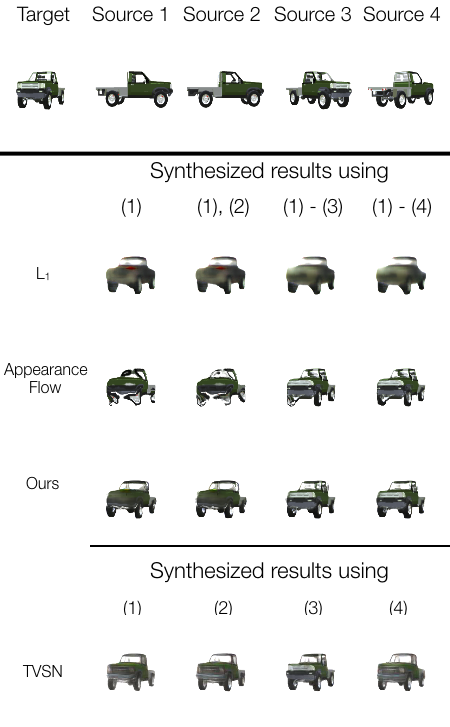 Target Source 1 Source 2 Source 3 Source 4
Synthesized results using
(1) (1), (2) (1) - (3) (1) - (4)
L1
Appearance
Flow
Ours
Synthesized results using
(1) (2) (3) (4)
TVSN